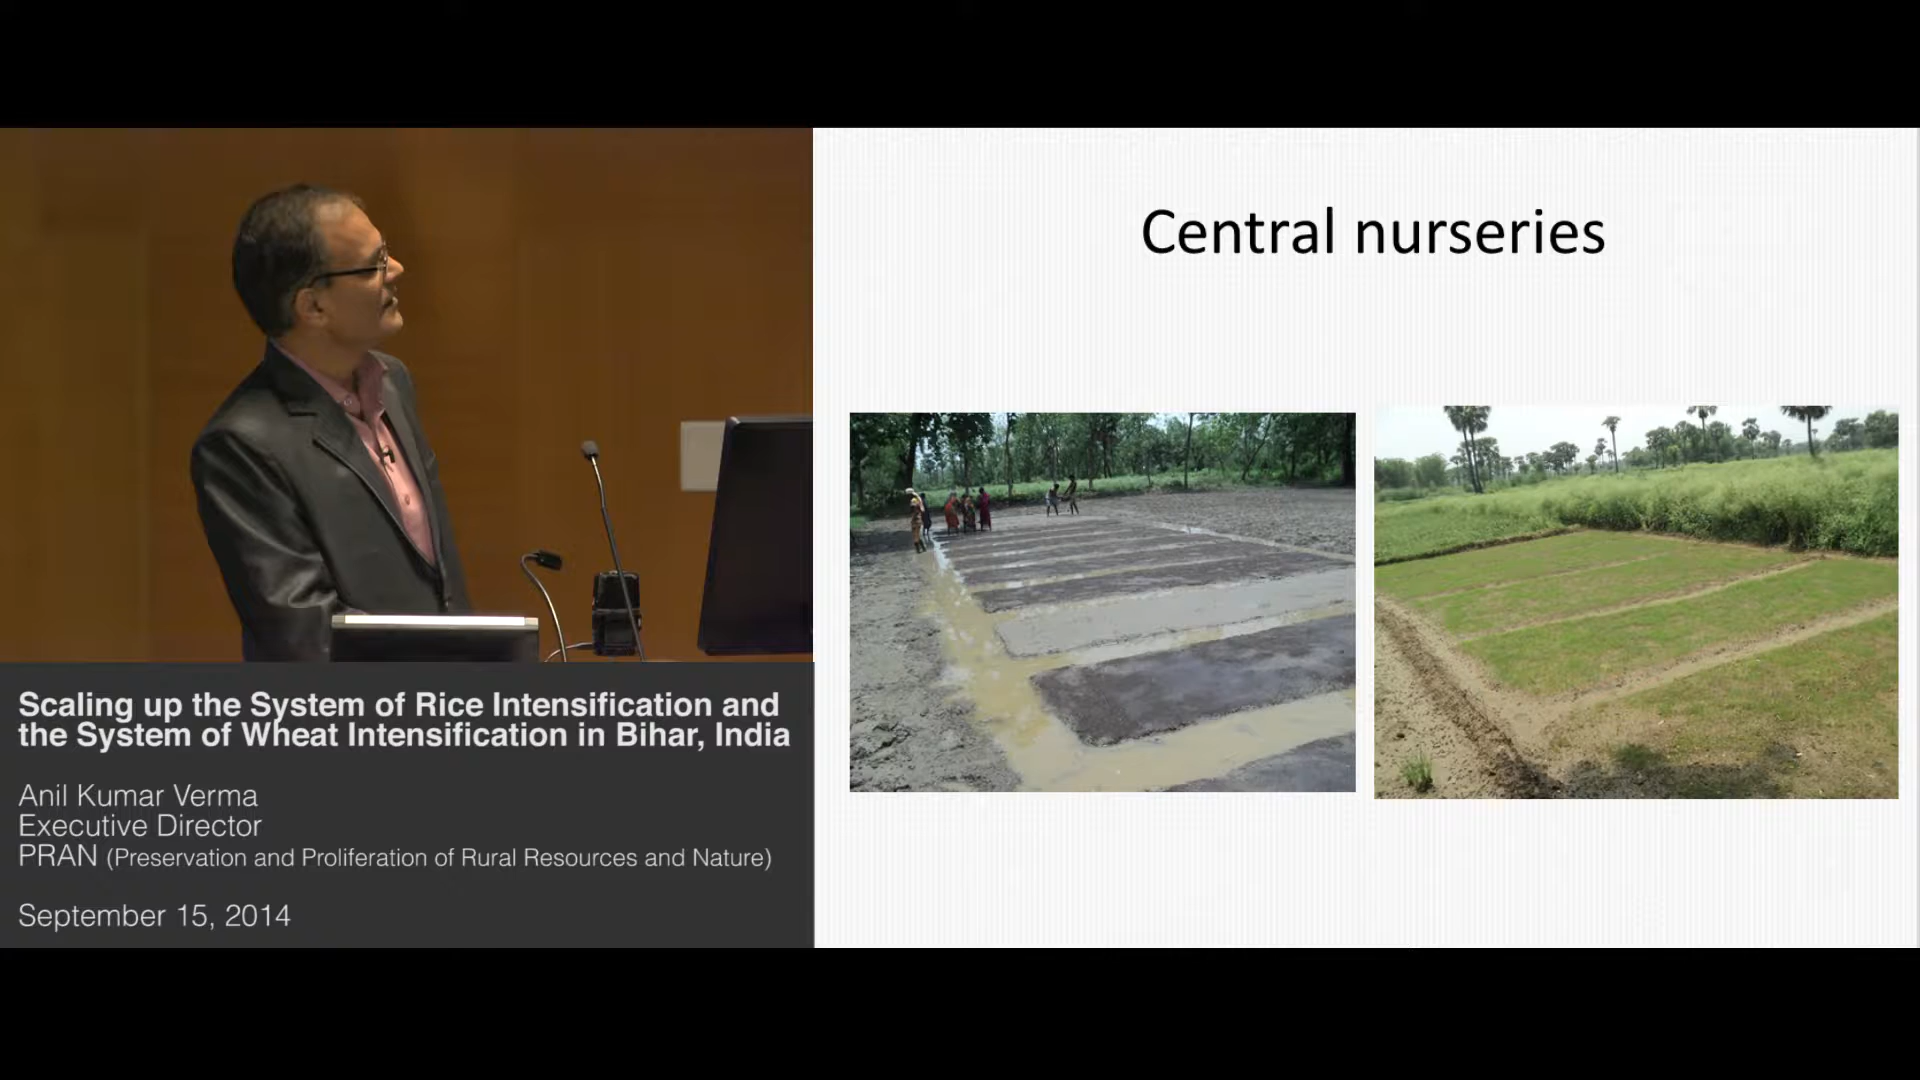 Central nurseries
Scaling up the System of Rice Intensification and
the System of Wheat Intensification in Bihar, India
Anil Kumar Verma
Executive Director
PRAN (Preservation and Proliferation of Rural Resources and Nature)
September 15, 2014